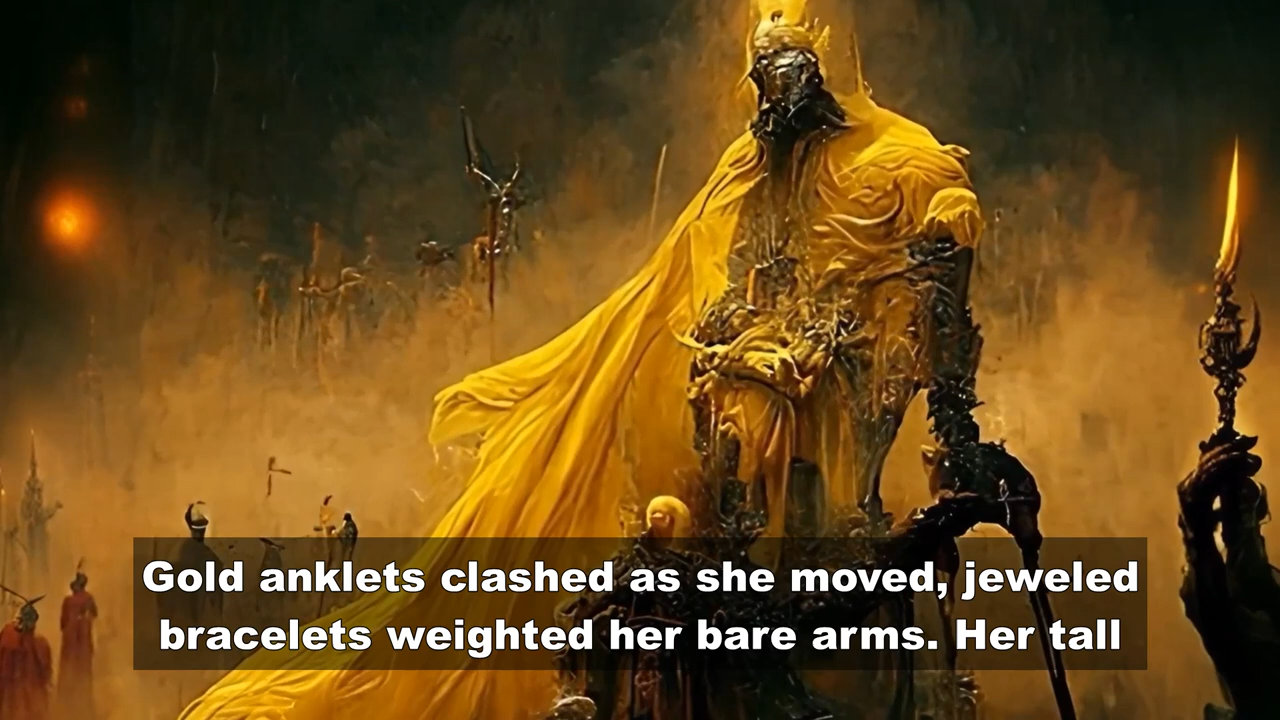 Gold anklets clashed as she moved, jeweled
bracelets weighted her bare arms. Her tall